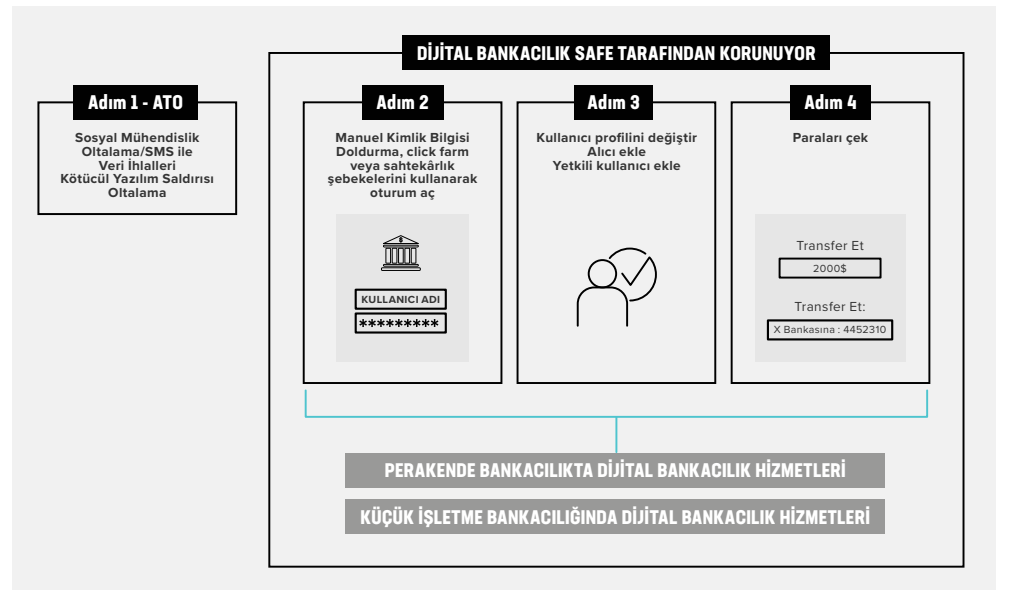 DİJİTAL BANKACILIK SAFE TARAFINDAN KORUNUYOR
Adım 1 - ATO
Sosyal Mühendislik
Oltalama/SMS ile
Veri İhlalleri
Kötücül Yazılım Saldırısı
Oltalama
Adım 2
Manuel Kimlik Bilgisi
Doldurma, click farm
veya sahtekârlık
şebekelerini kullanarak
oturum aç
KULLANICI ADI
*********
Adım 3
Kullanıcı profilini değiştir
Alıcı ekle
Yetkili kullanıcı ekle
Adım 4
Paraları çek
Transfer Et
2000$
Transfer Et:
X Bankasına : 4452310
PERAKENDE BANKACILIKTA DİJİTAL BANKACILIK HİZMETLERİ
KÜÇÜK İŞLETME BANKACILIĞINDA DİJİTAL BANKACILIK HİZMETLERİ